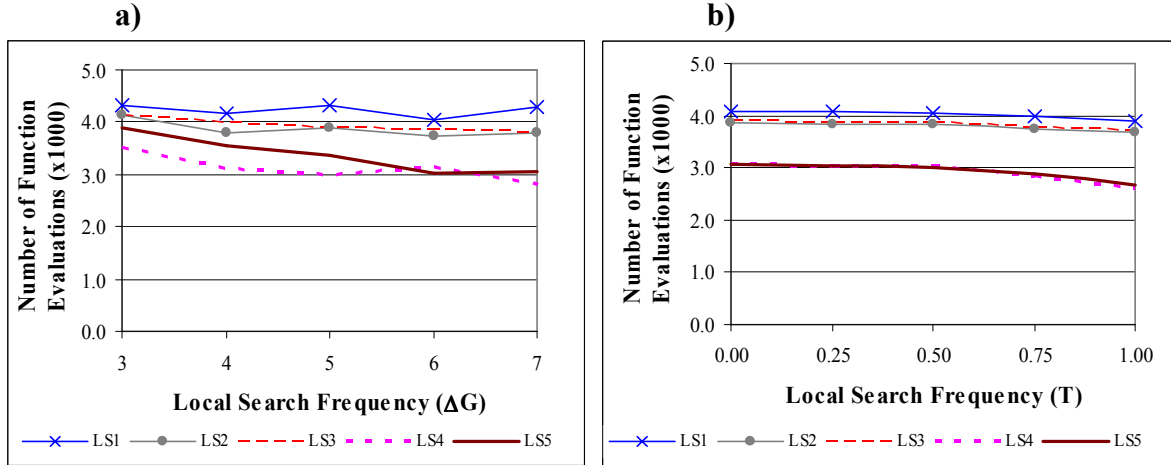 a)
Number of Function
Evaluations (x1000)
5.0
4.0
3.0
2.0
1.0
0.0
3 4 5 6 7
Local Search Frequency (ΔG)
LS1 LS2 LS3 LS4 LS5
b)
Number of Function
Evaluations (x1000)
5.0
4.0
3.0
2.0
1.0
0.0
0.00 0.25 0.50 0.75 1.00
Local Search Frequency (T)
LS1 LS2 LS3 LS4 LS5